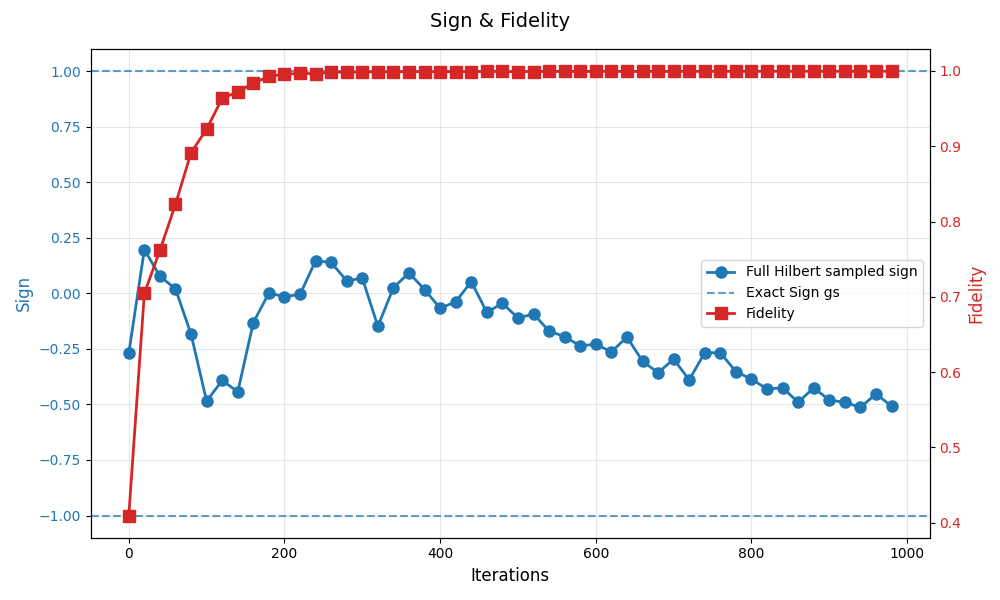 Sign & Fidelity
1.00
0.75
0.50
0.25
0.00
−0.25
−0.50
−0.75
−1.00
Sign
1.0
0.9
0.8
0.7
0.6
0.5
0.4
Fidelity
Full Hilbert sampled sign
Exact Sign gs
Fidelity
0 200 400 600 800 1000
Iterations